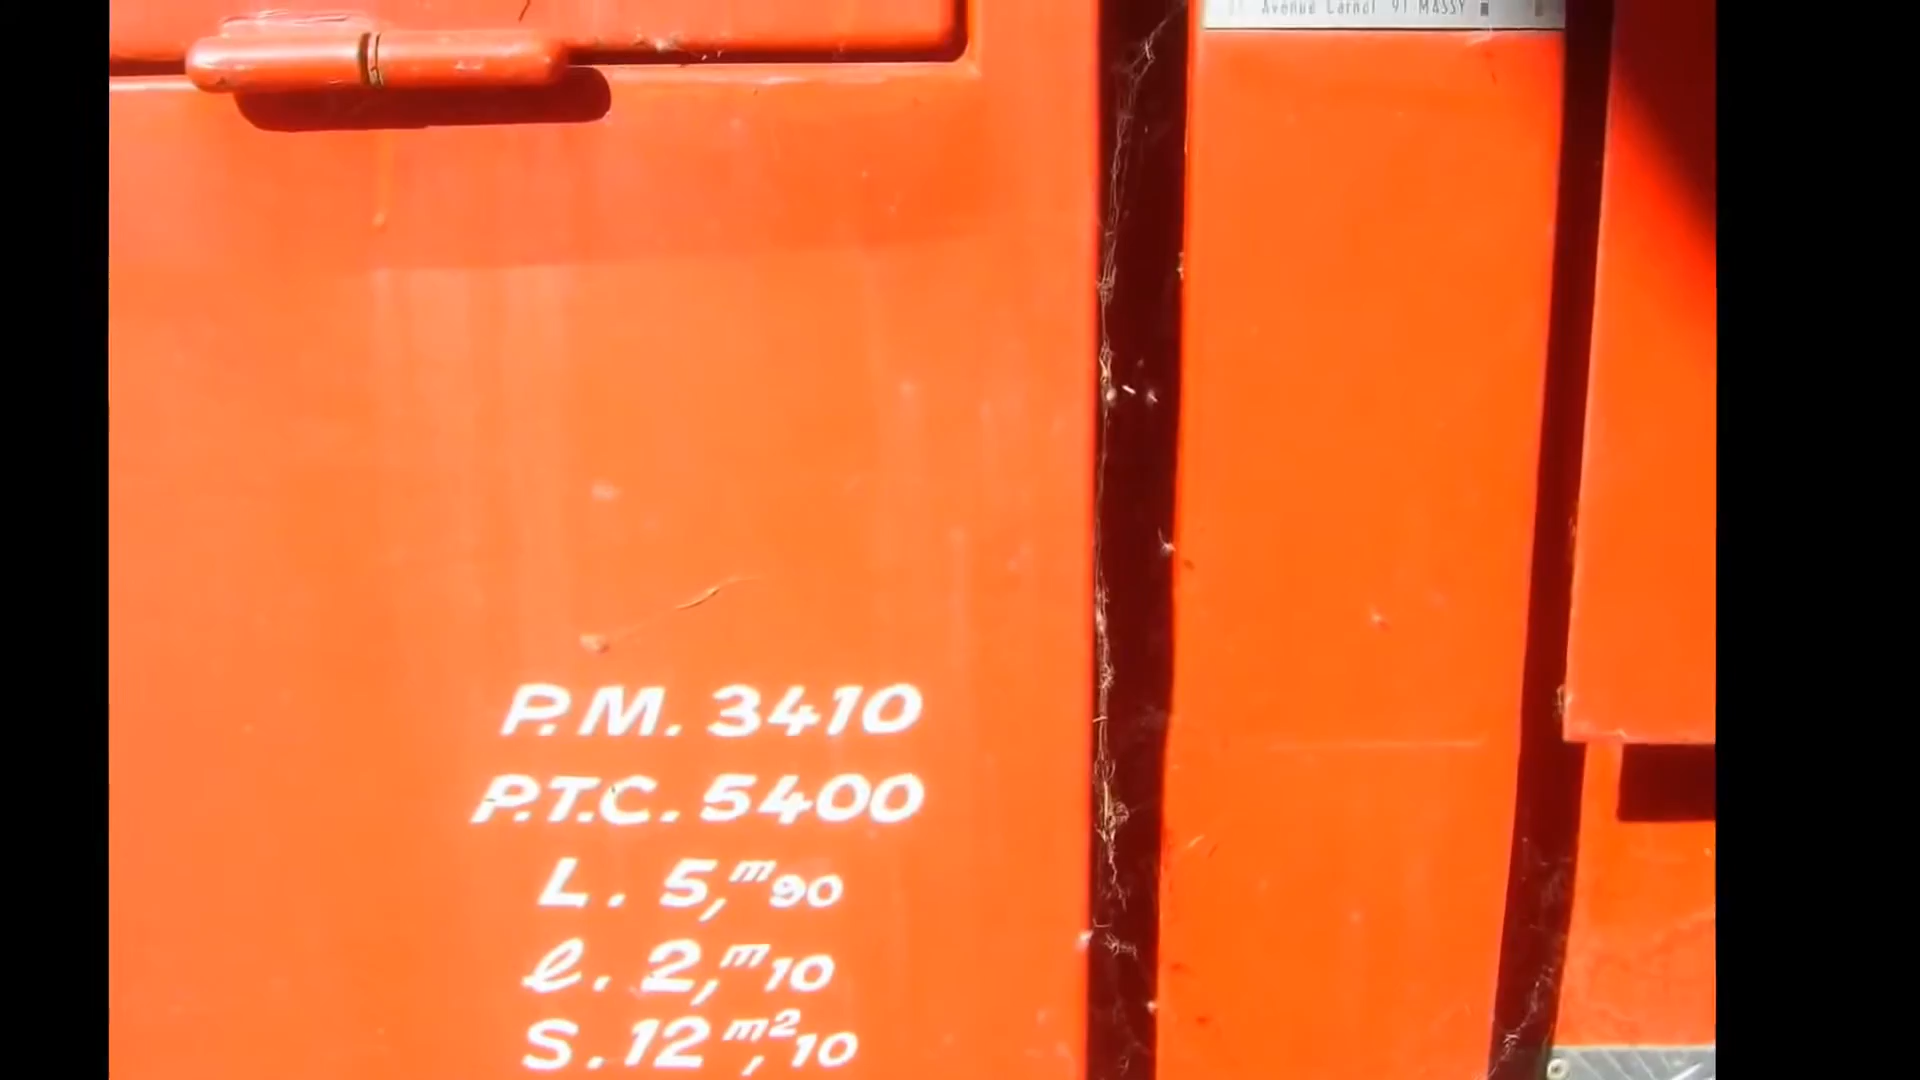 Avenue Carnot 91 MASSY
P.M. 3410
P.T.C. 5400
L. 5,m90
l. 2,m10
S. 12m²,10